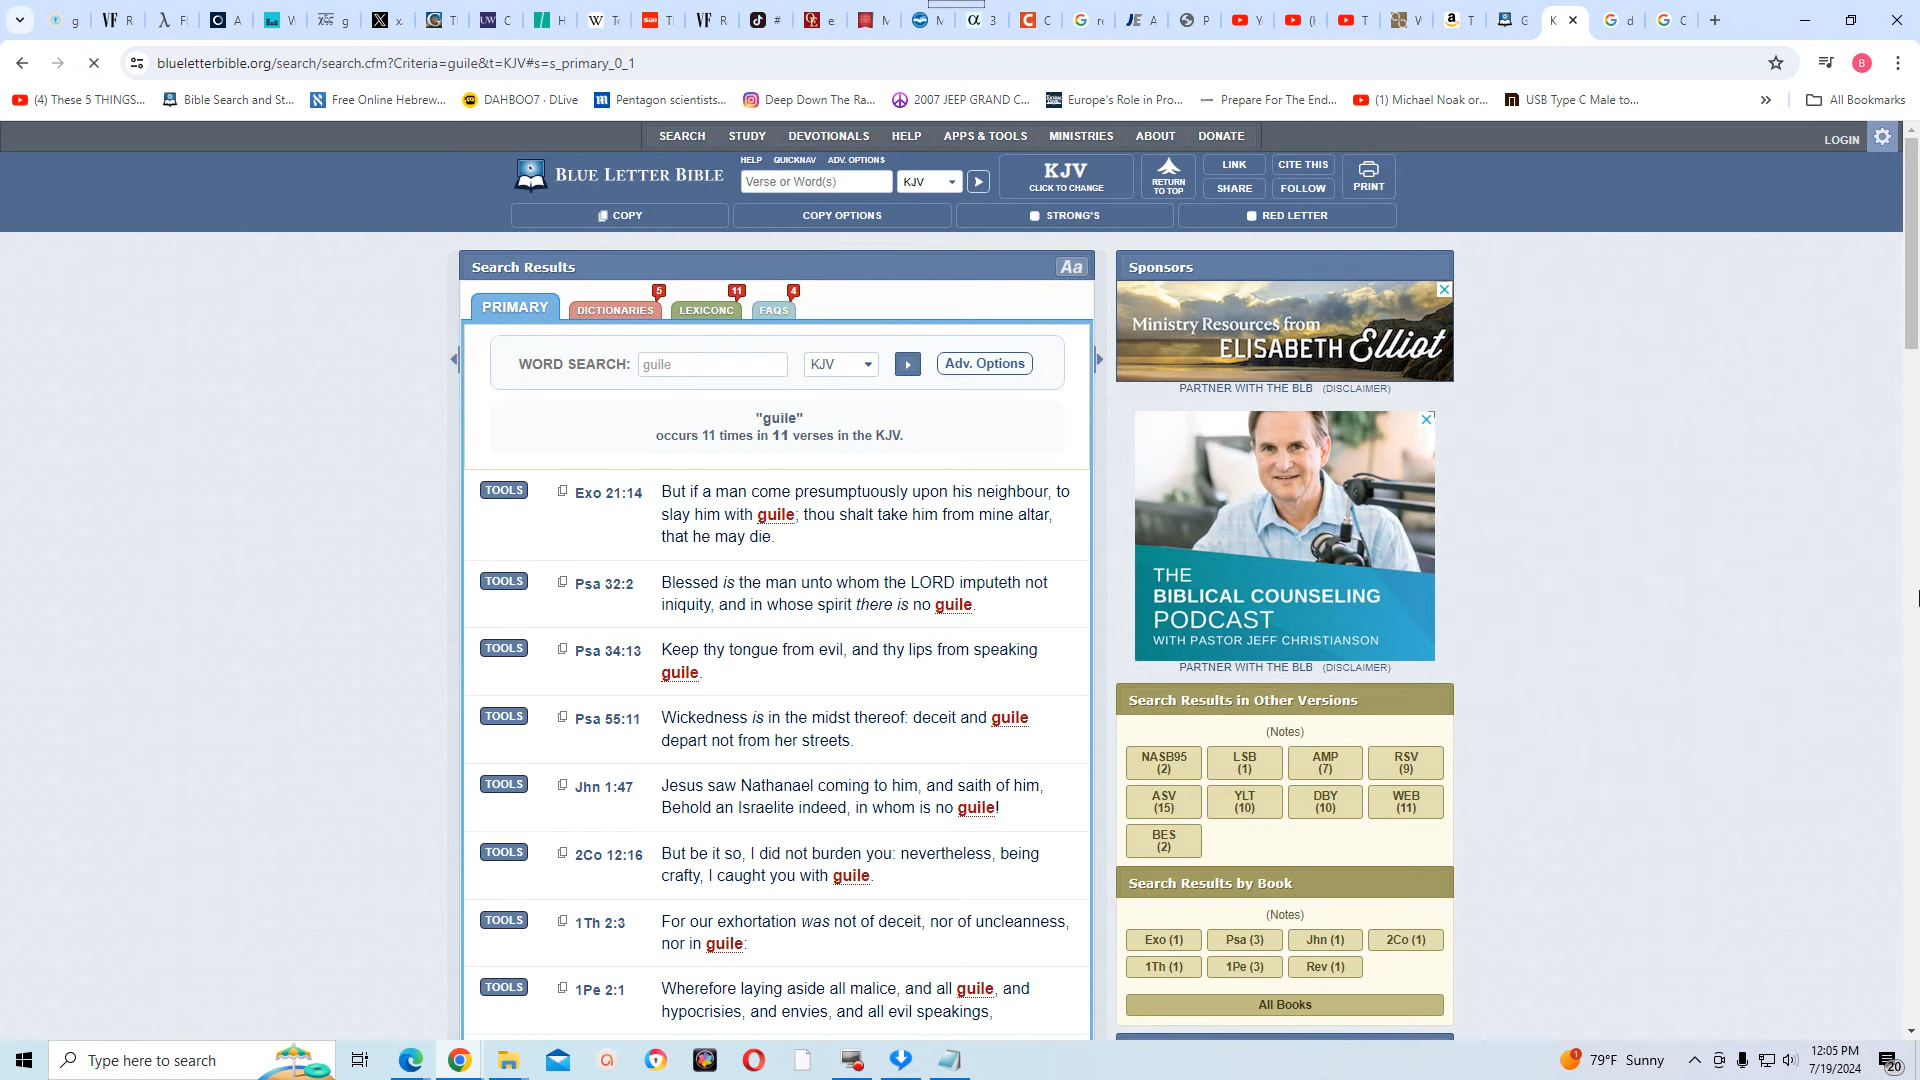 g
R
Fl
A
W
g
x.
Tl
C
H
To
Tl
R
#
e
M
M
3
C
re
A
P
Y
(
T
V
T
G
K
d
C
blueletterbible.org/search/search.cfm?Criteria=guile&t=KJV#s=s_primary_0_1
B
(4) These 5 THINGS...
Bible Search and St...
Free Online Hebrew...
DAHBOO7 · DLive
Pentagon scientists...
Deep Down The Ra...
2007 JEEP GRAND C...
Europe's Role in Pro...
Prepare For The End...
(1) Michael Noak or...
USB Type C Male to...
All Bookmarks
SEARCH STUDY DEVOTIONALS HELP APPS & TOOLS MINISTRIES ABOUT DONATE
LOGIN
BLUE LETTER BIBLE
HELP QUICKNAV ADV. OPTIONS
Verse or Word(s)
KJV
KJV
CLICK TO CHANGE
RETURN
TO TOP
LINK
CITE THIS
SHARE
FOLLOW
PRINT
COPY
COPY OPTIONS
STRONG'S
RED LETTER
Search Results
Aa
PRIMARY
DICTIONARIES
5
LEXICONC
11
FAQS
4
WORD SEARCH:
guile
KJV
Adv. Options
"guile"
occurs 11 times in 11 verses in the KJV.
TOOLS
Exo 21:14
But if a man come presumptuously upon his neighbour, to
slay him with guile; thou shalt take him from mine altar,
that he may die.
TOOLS
Psa 32:2
Blessed is the man unto whom the LORD imputeth not
iniquity, and in whose spirit there is no guile.
TOOLS
Psa 34:13
Keep thy tongue from evil, and thy lips from speaking
guile.
TOOLS
Psa 55:11
Wickedness is in the midst thereof: deceit and guile
depart not from her streets.
TOOLS
Jhn 1:47
Jesus saw Nathanael coming to him, and saith of him,
Behold an Israelite indeed, in whom is no guile!
TOOLS
2Co 12:16
But be it so, I did not burden you: nevertheless, being
crafty, I caught you with guile.
TOOLS
1Th 2:3
For our exhortation was not of deceit, nor of uncleanness,
nor in guile:
TOOLS
1Pe 2:1
Wherefore laying aside all malice, and all guile, and
hypocrisies, and envies, and all evil speakings,
Sponsors
Ministry Resources from
ELISABETH Elliot
PARTNER WITH THE BLB (DISCLAIMER)
THE
BIBLICAL COUNSELING
PODCAST
WITH PASTOR JEFF CHRISTIANSON
PARTNER WITH THE BLB (DISCLAIMER)
Search Results in Other Versions
(Notes)
NASB95
(2)
LSB
(1)
AMP
(7)
RSV
(9)
ASV
(15)
YLT
(10)
DBY
(10)
WEB
(11)
BES
(2)
Search Results by Book
(Notes)
Exo (1)
Psa (3)
Jhn (1)
2Co (1)
1Th (1)
1Pe (3)
Rev (1)
All Books
Type here to search
79°F Sunny
12:05 PM
7/19/2024
20